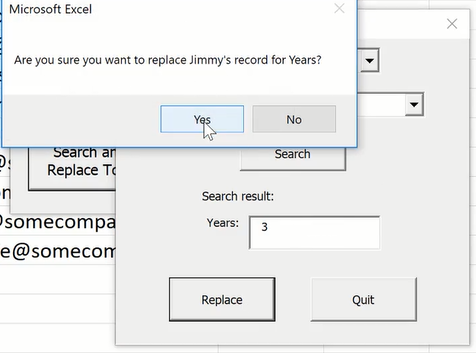 Microsoft Excel
Are you sure you want to replace Jimmy's record for Years?
Yes
No
Search an
Replace To
Search
Search result:
Years:
3
@somecompa
e@somecom
Replace
Quit